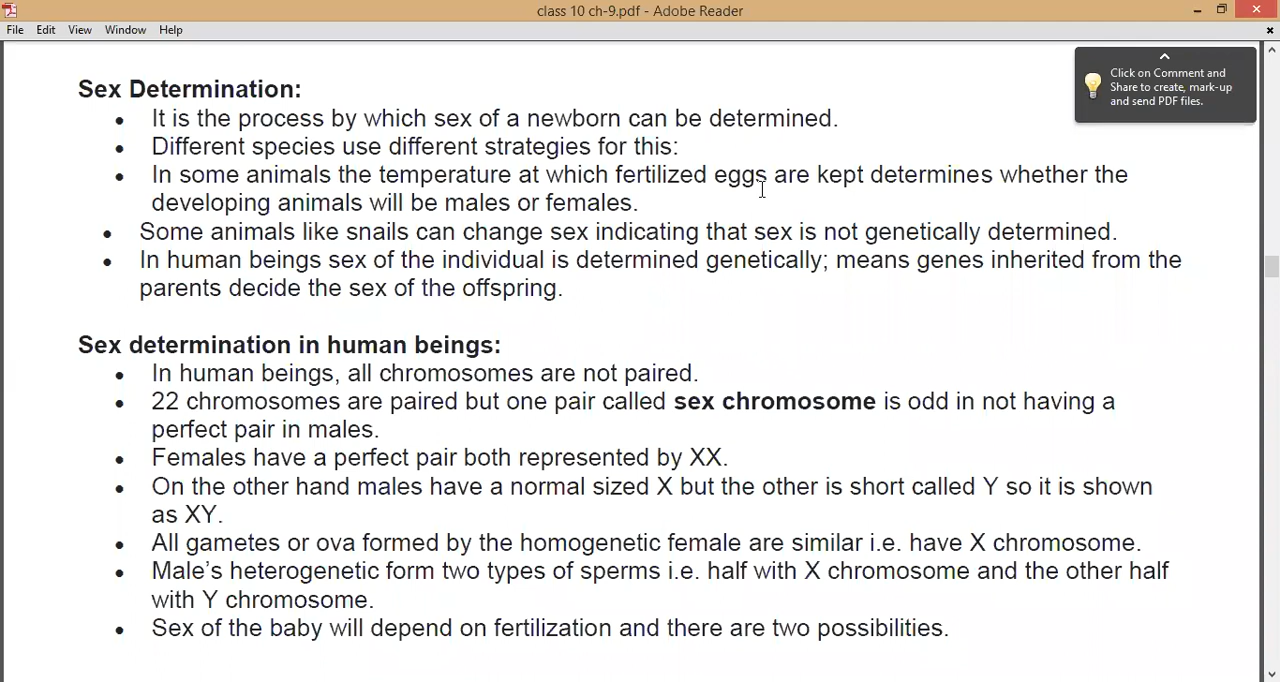 class 10 ch-9.pdf - Adobe Reader
File Edit View Window Help
Click on Comment and
Share to create, mark-up
and send PDF files.
Sex Determination:
• It is the process by which sex of a newborn can be determined.
• Different species use different strategies for this:
• In some animals the temperature at which fertilized eggs are kept determines whether the
developing animals will be males or females.
• Some animals like snails can change sex indicating that sex is not genetically determined.
• In human beings sex of the individual is determined genetically; means genes inherited from the
parents decide the sex of the offspring.
Sex determination in human beings:
• In human beings, all chromosomes are not paired.
• 22 chromosomes are paired but one pair called sex chromosome is odd in not having a
perfect pair in males.
• Females have a perfect pair both represented by XX.
• On the other hand males have a normal sized X but the other is short called Y so it is shown
as XY.
• All gametes or ova formed by the homogenetic female are similar i.e. have X chromosome.
• Male’s heterogenetic form two types of sperms i.e. half with X chromosome and the other half
with Y chromosome.
• Sex of the baby will depend on fertilization and there are two possibilities.